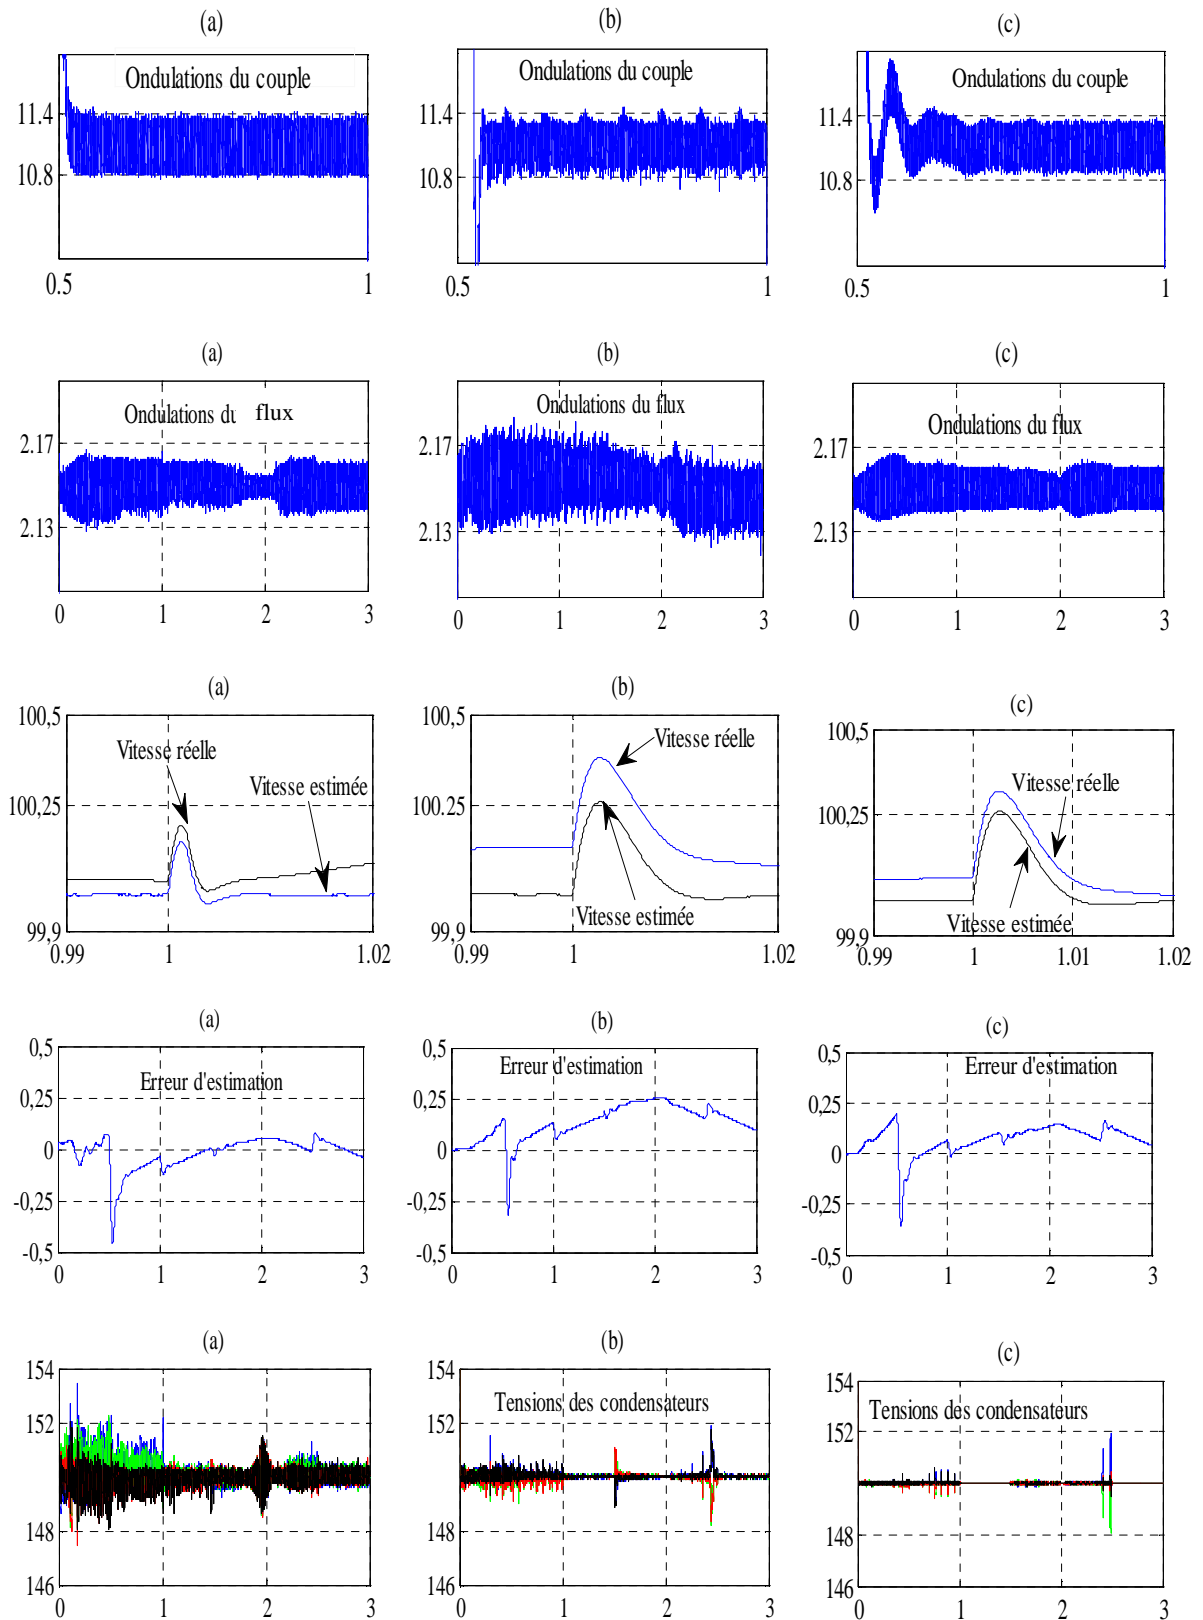 (a)
(b)
(c)
Ondulations du couple
Ondulations du couple
Ondulations du couple
11.4
10.8
0.5
1
11.4
10.8
0.5
1
11.4
10.8
0.5
1
(a)
(b)
(c)
Ondulations du flux
Ondulations du flux
Ondulations du flux
2.17
2.13
0 1 2 3
2.17
2.13
0 1 2 3
2.17
2.13
0 1 2 3
(a)
(b)
(c)
100,5
Vitesse réelle
Vitesse estimée
100,25
99,9
0.99 1 1.02
100,5
Vitesse réelle
100,25
Vitesse estimée
99,9
0.99 1 1.02
100,5
Vitesse réelle
100,25
Vitesse estimée
99,9
0.99 1 1.01 1.02
(a)
(b)
(c)
0,5
Erreur d'estimation
0,25
0
-0,25
-0,5
0 1 2 3
0,5
Erreur d'estimation
0,25
0
-0,25
-0,5
0 1 2 3
0,5
Erreur d'estimation
0,25
0
-0,25
-0,5
0 1 2 3
(a)
(b)
(c)
154
152
150
148
146
0 1 2 3
154
Tensions des condensateurs
152
150
148
146
0 1 2 3
154
Tensions des condensateurs
152
150
148
146
0 1 2 3